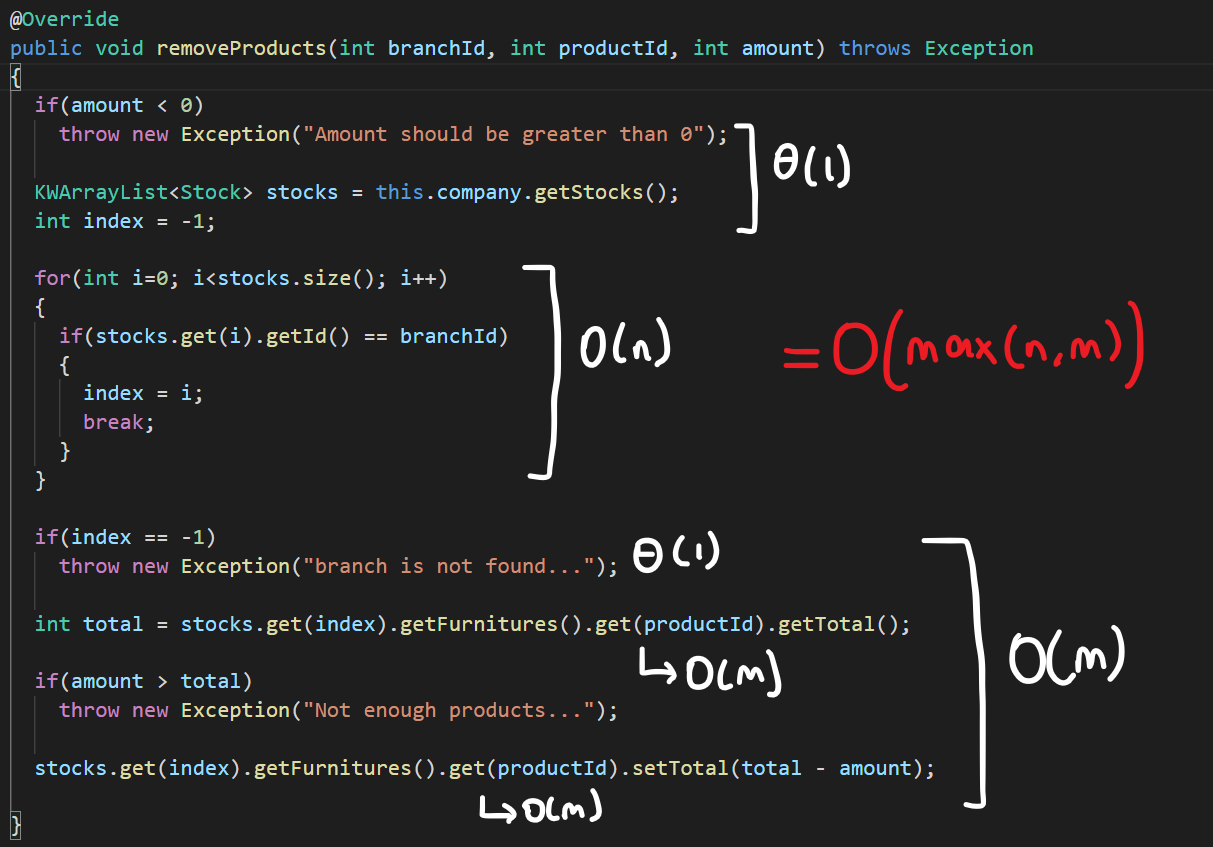 @Override
public void removeProducts(int branchId, int productId, int amount) throws Exception
{
if(amount < 0)
throw new Exception("Amount should be greater than 0");
θ(1)
KWArrayList<Stock> stocks = this.company.getStocks();
int index = -1;
for(int i=0; i<stocks.size(); i++)
{
if(stocks.get(i).getId() == branchId)
{
index = i;
break;
}
}
O(n)
= O(max(n,m))
if(index == -1)
throw new Exception("branch is not found..."); θ(1)
int total = stocks.get(index).getFurnitures().get(productId).getTotal();
↳ O(m)
if(amount > total)
throw new Exception("Not enough products...");
stocks.get(index).getFurnitures().get(productId).setTotal(total - amount);
↳ O(m)
O(m)
}